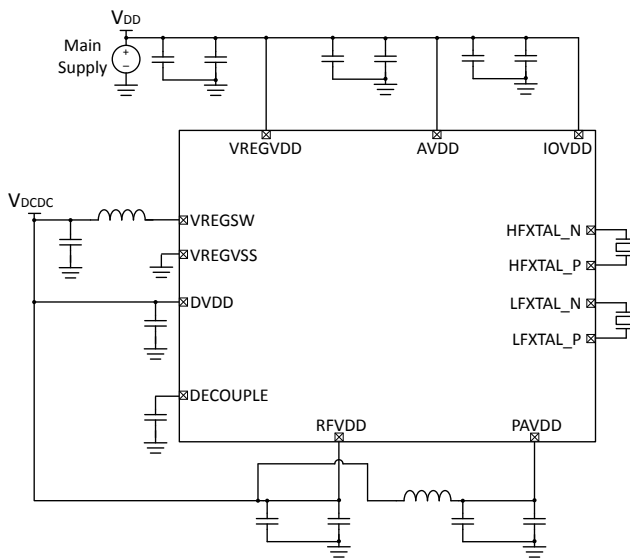 VDD
Main
Supply
+
−
VREGVDD
AVDD
IOVDD
VDCDC
VREGSW
HFXTAL_N
VREGVSS
HFXTAL_P
DVDD
LFXTAL_N
LFXTAL_P
DECOUPLE
RFVDD
PAVDD